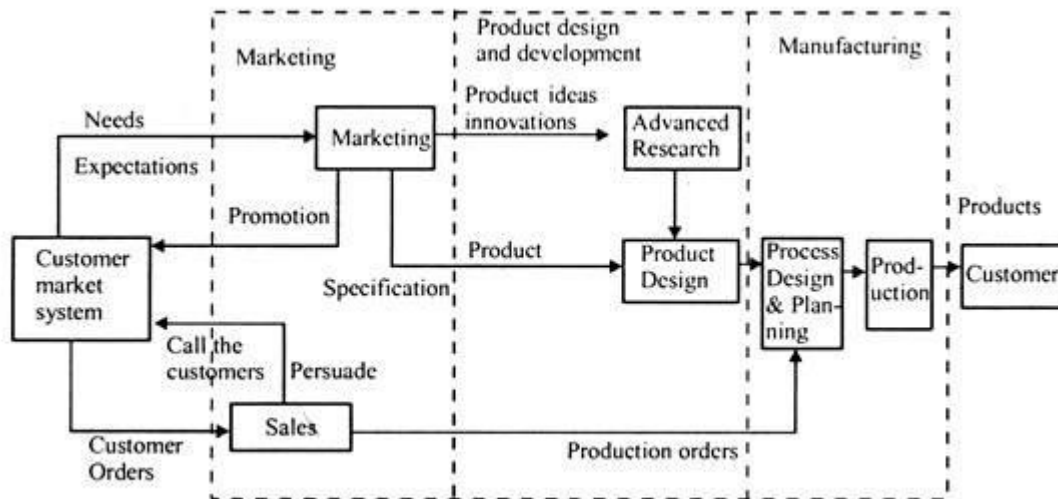 Marketing
Product design
and development
Manufacturing
Needs
Expectations
Marketing
Product ideas
innovations
Advanced
Research
Promotion
Product
Specification
Customer
market
system
Product
Design
Process
Design
& Plan-
ning
Prod-
uction
Products
Customer
Call the
customers
Persuade
Sales
Customer
Orders
Production orders